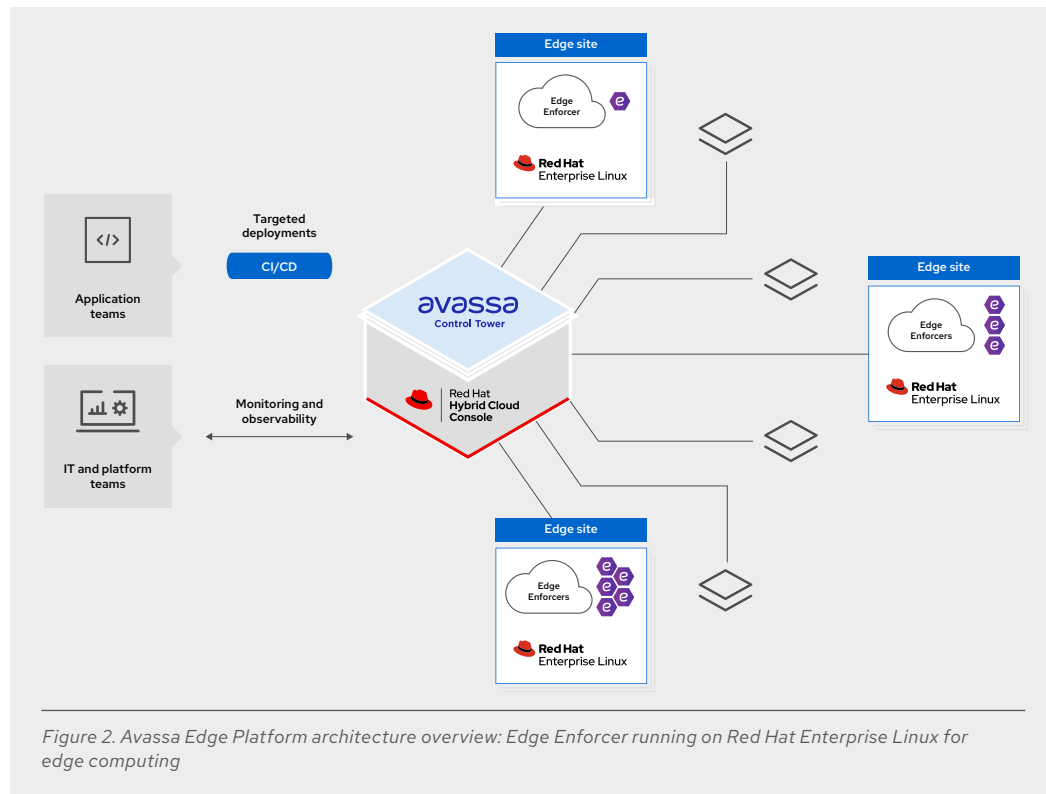 Edge site
Edge
Enforcer
e
Red Hat
Enterprise Linux
</>
Application
teams
Targeted
deployments
CI/CD
avassa
Control Tower
Red Hat
Hybrid Cloud
Console
Edge site
Edge
Enforcers
e
e
e
Red Hat
Enterprise Linux
IT and platform
teams
Monitoring and
observability
Edge site
Edge
Enforcers
e
e
e
e
e
Red Hat
Enterprise Linux
Figure 2. Avassa Edge Platform architecture overview: Edge Enforcer running on Red Hat Enterprise Linux for
edge computing